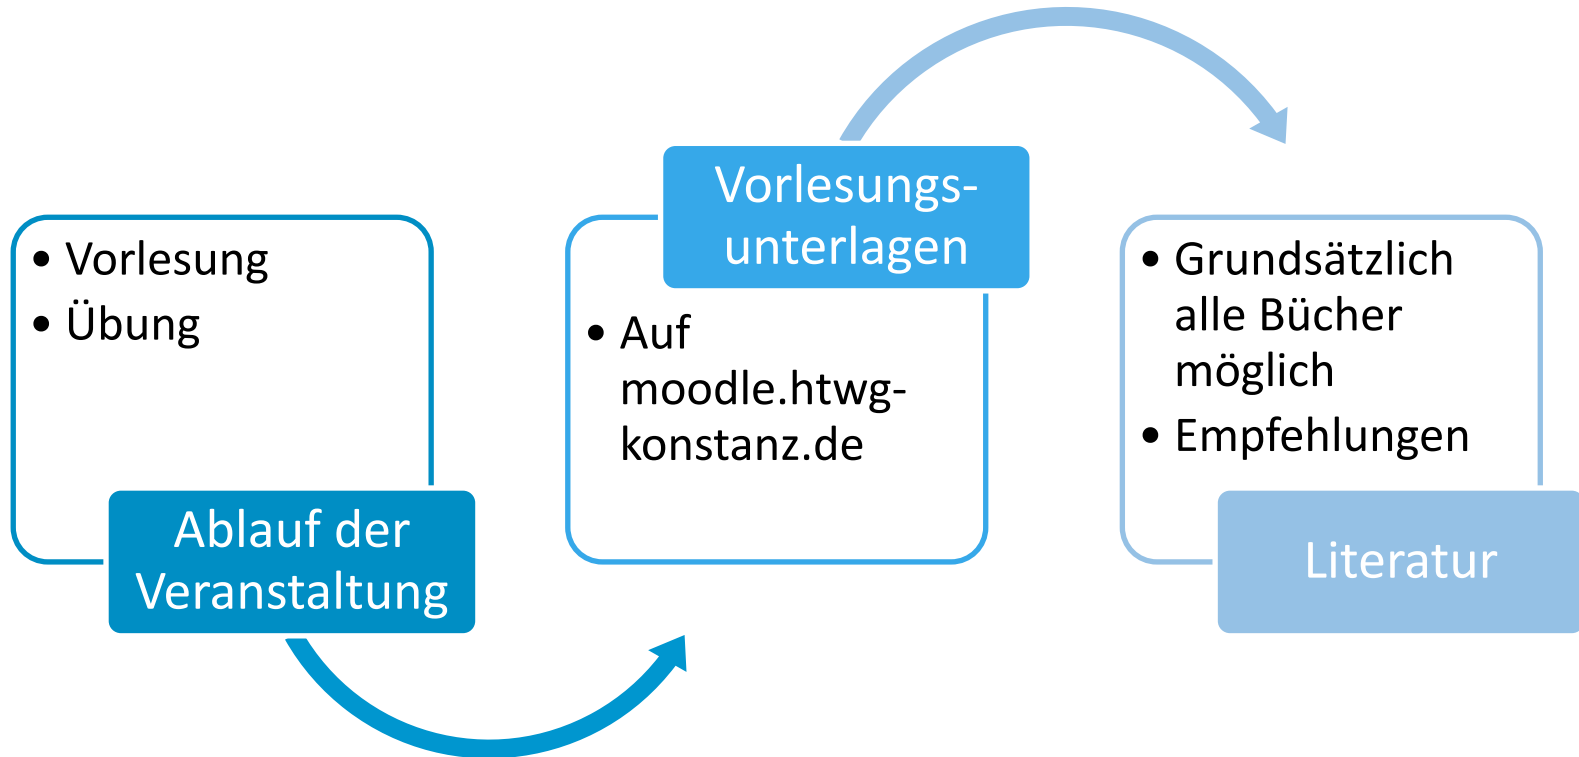 • Vorlesung
• Übung
Ablauf der
Veranstaltung
Vorlesungs-
unterlagen
• Auf
moodle.htwg-
konstanz.de
• Grundsätzlich
alle Bücher
möglich
• Empfehlungen
Literatur